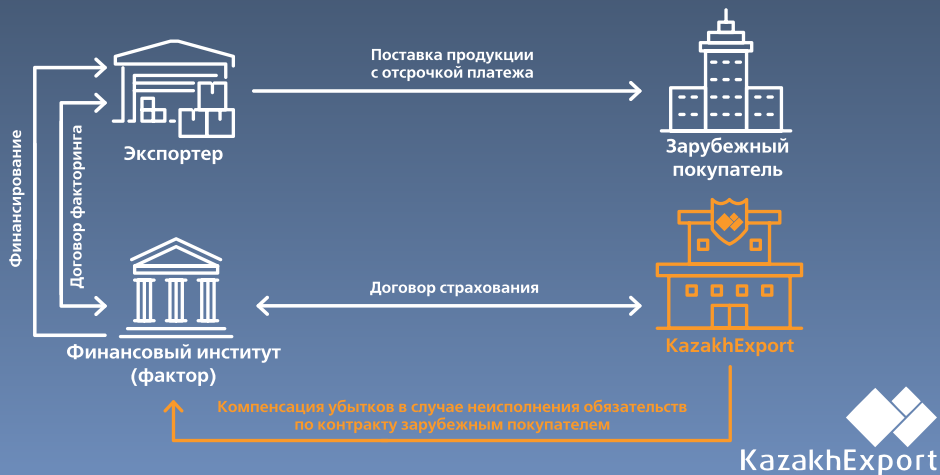 Поставка продукции
с отсрочкой платежа
Экспортер
Зарубежный
покупатель
Финансирование
Договор факторинга
Договор страхования
Финансовый институт
(фактор)
KazakhExport
Компенсация убытков в случае неисполнения обязательств
по контракту зарубежным покупателем
KazakhExport